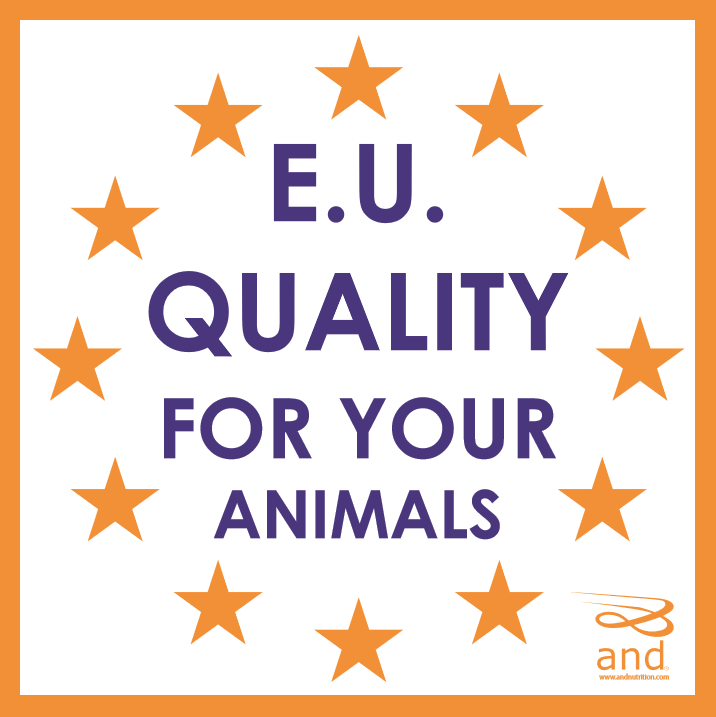 E.U.
QUALITY
FOR YOUR
ANIMALS
and
www.andnutrition.com